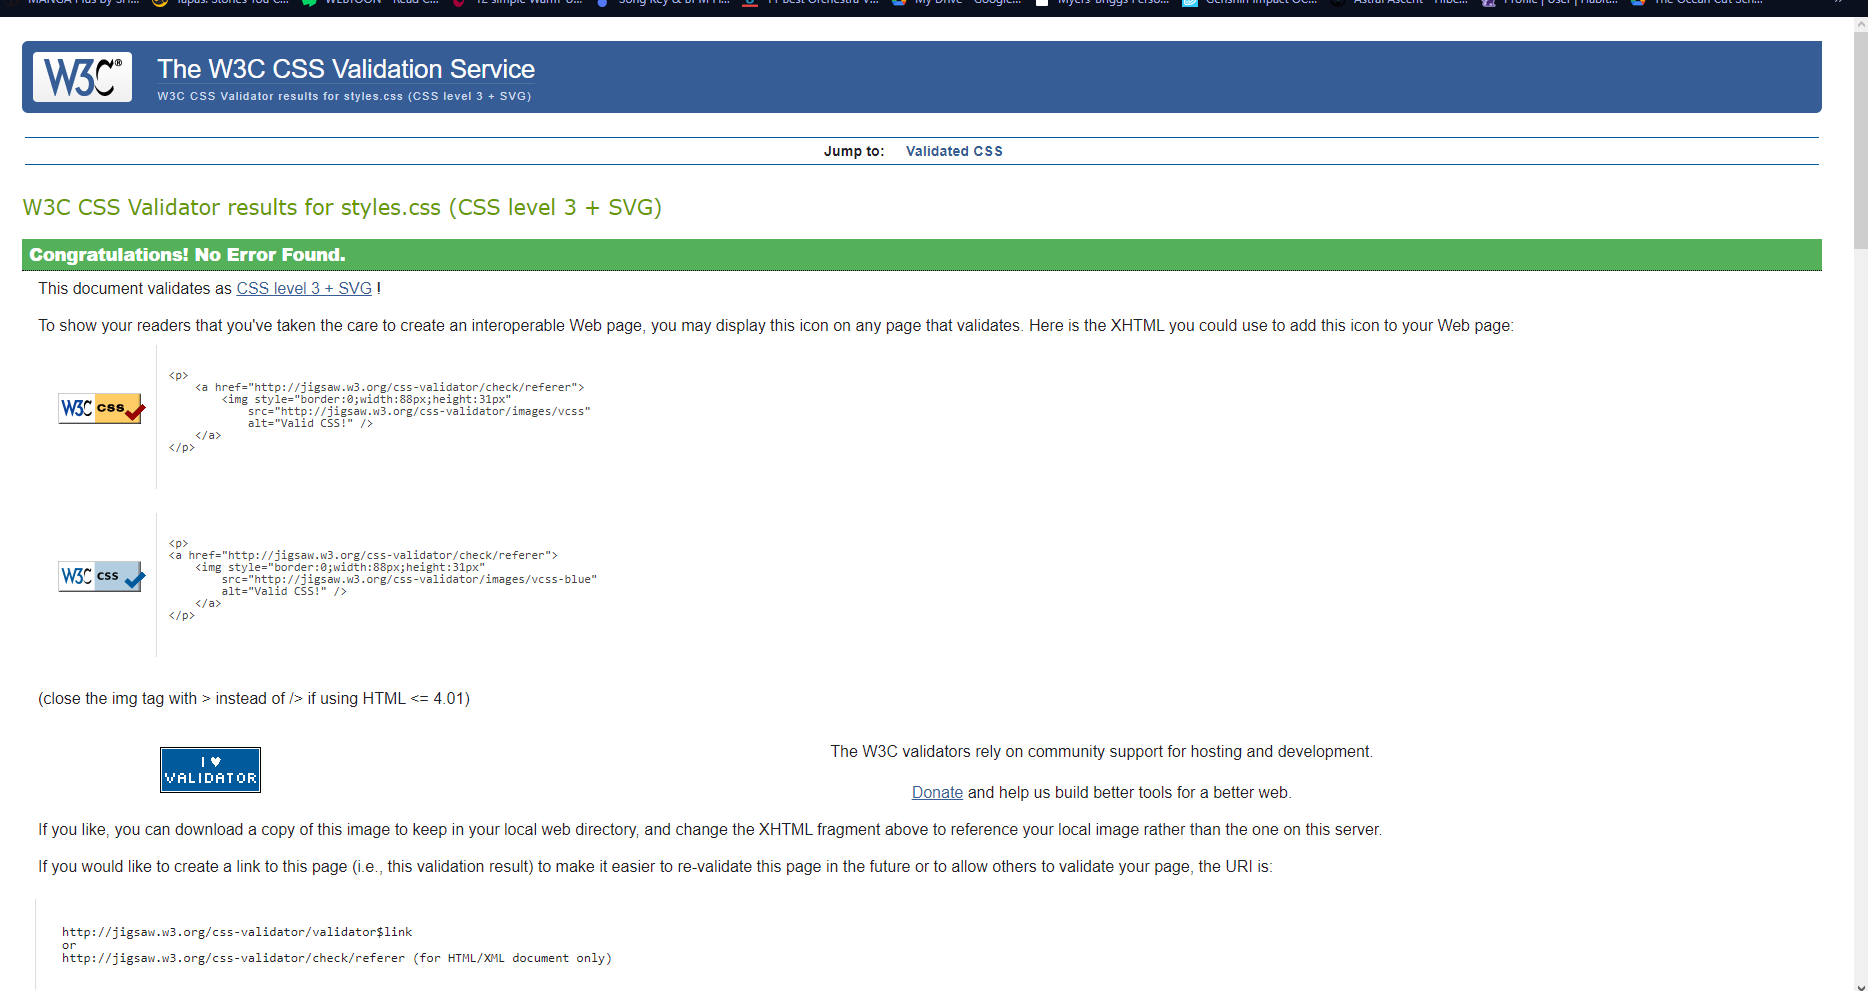 MANGA Plus by SH... Tapas: Stories You C... WEBTOON - Read C... 12 simple Warm-U... Song Key & BPM Fi... 11 Best Orchestra V... My Drive - Google... Myers-Briggs Perso... Genshin Impact OC... Astral Ascent - Profile | User | Habit... The Ocean Cut
W3C® The W3C CSS Validation Service
W3C CSS Validator results for styles.css (CSS level 3 + SVG)
Jump to: Validated CSS
W3C CSS Validator results for styles.css (CSS level 3 + SVG)
Congratulations! No Error Found.
This document validates as CSS level 3 + SVG !
To show your readers that you've taken the care to create an interoperable Web page, you may display this icon on any page that validates. Here is the XHTML you could use to add this icon to your Web page:
W3C css
<p>
<a href="http://jigsaw.w3.org/css-validator/check/referer">
<img style="border:0;width:88px;height:31px"
src="http://jigsaw.w3.org/css-validator/images/vcss"
alt="Valid CSS!" />
</a>
</p>
W3C css
<p>
<a href="http://jigsaw.w3.org/css-validator/check/referer">
<img style="border:0;width:88px;height:31px"
src="http://jigsaw.w3.org/css-validator/images/vcss-blue"
alt="Valid CSS!" />
</a>
</p>
(close the img tag with > instead of /> if using HTML <= 4.01)
I ♥
VALIDATOR
The W3C validators rely on community support for hosting and development.
Donate and help us build better tools for a better web.
If you like, you can download a copy of this image to keep in your local web directory, and change the XHTML fragment above to reference your local image rather than the one on this server.
If you would like to create a link to this page (i.e., this validation result) to make it easier to re-validate this page in the future or to allow others to validate your page, the URI is:
http://jigsaw.w3.org/css-validator/validator$link
or
http://jigsaw.w3.org/css-validator/check/referer (for HTML/XML document only)